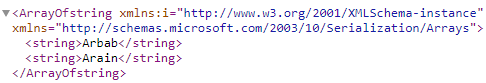 ▼<ArrayOfstring xmlns:i="http://www.w3.org/2001/XMLSchema-instance"
xmlns="http://schemas.microsoft.com/2003/10/Serialization/Arrays">
<string>Arbab</string>
<string>Arain</string>
</ArrayOfstring>